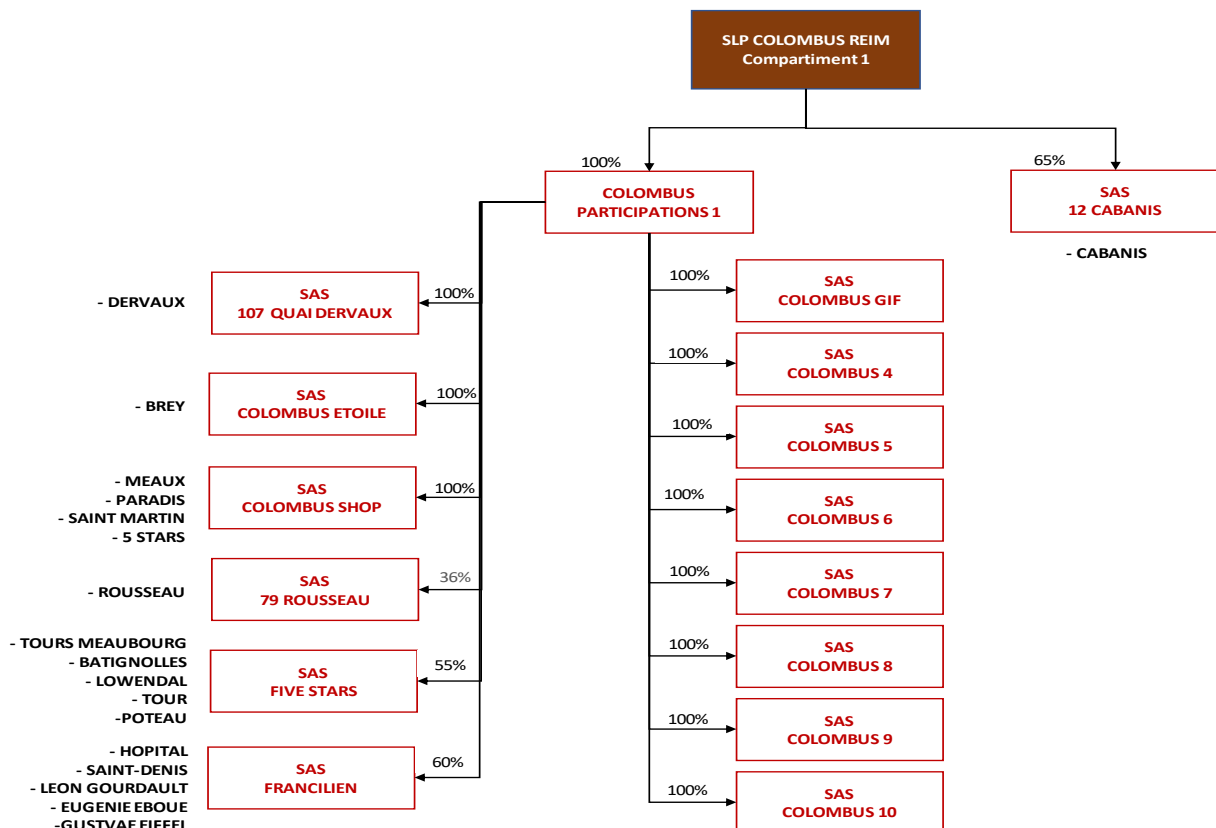 SLP COLOMBUS REIM
Compartiment 1
100%
COLOMBUS
PARTICIPATIONS 1
65%
SAS
12 CABANIS
- CABANIS
- DERVAUX
SAS
107 QUAI DERVAUX
100%
- BREY
SAS
COLOMBUS ETOILE
100%
- MEAUX
- PARADIS
- SAINT MARTIN
- 5 STARS
SAS
COLOMBUS SHOP
100%
- ROUSSEAU
SAS
79 ROUSSEAU
36%
- TOURS MEAUBOURG
- BATIGNOLLES
- LOWENDAL
- TOUR
-POTEAU
SAS
FIVE STARS
55%
- HOPITAL
- SAINT-DENIS
- LEON GOURDAULT
- EUGENIE EBOUE
-GUSTVAE EIFFEL
SAS
FRANCILIEN
60%
100%
SAS
COLOMBUS GIF
100%
SAS
COLOMBUS 4
100%
SAS
COLOMBUS 5
100%
SAS
COLOMBUS 6
100%
SAS
COLOMBUS 7
100%
SAS
COLOMBUS 8
100%
SAS
COLOMBUS 9
100%
SAS
COLOMBUS 10